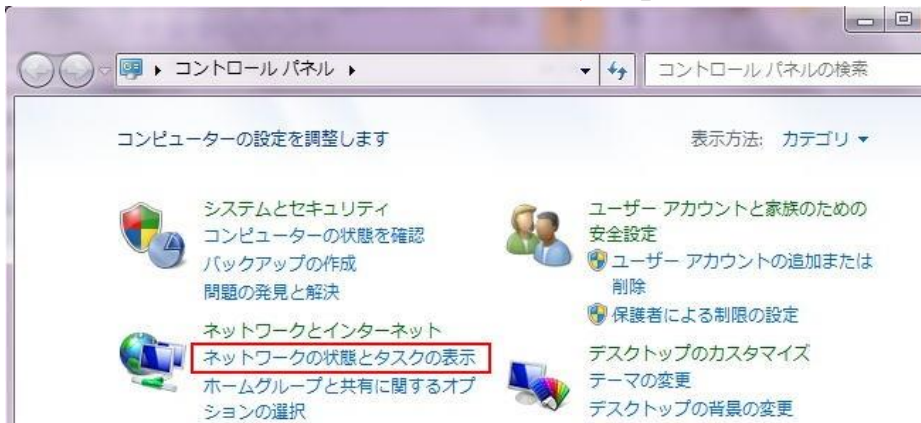 コントロール パネル
コントロール パネルの検索
コンピューターの設定を調整します
表示方法: カテゴリ
システムとセキュリティ
コンピューターの状態を確認
バックアップの作成
問題の発見と解決
ネットワークとインターネット
ネットワークの状態とタスクの表示
ホームグループと共有に関するオプ
ションの選択
ユーザー アカウントと家族のための
安全設定
ユーザー アカウントの追加または
削除
保護者による制限の設定
デスクトップのカスタマイズ
テーマの変更
デスクトップの背景の変更